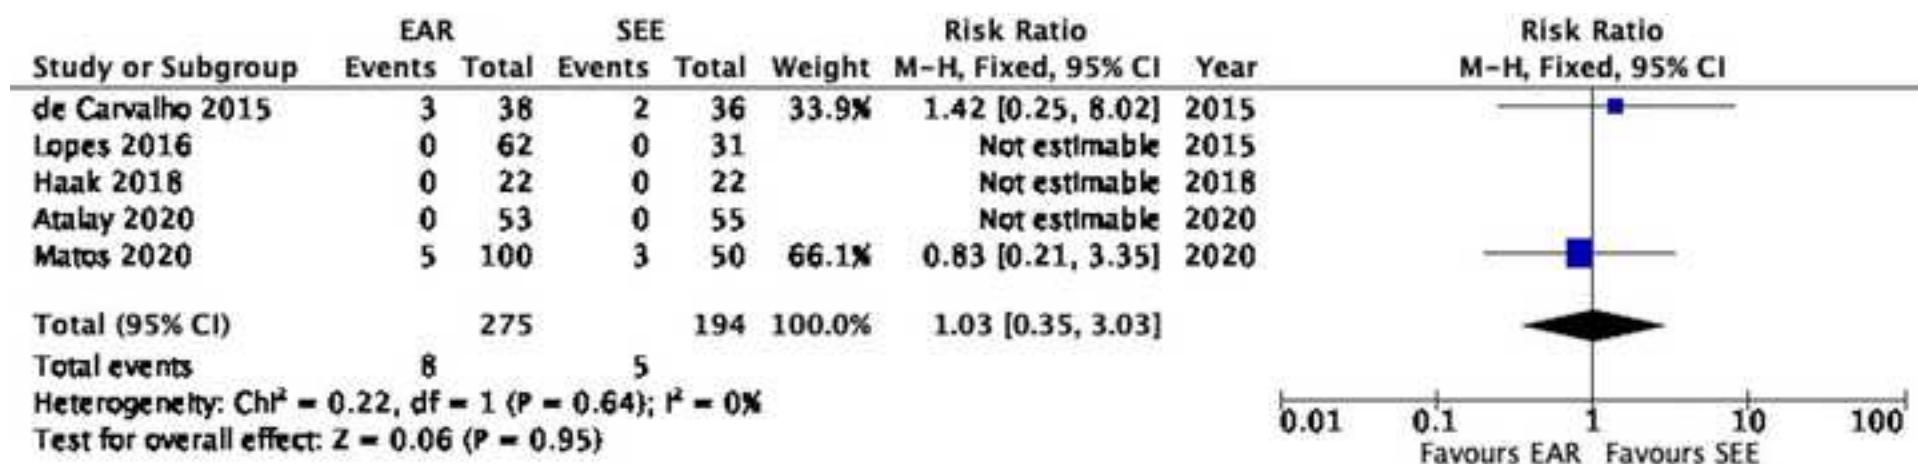 EAR SEE Risk Ratio Risk Ratio
Study or Subgroup Events Total Events Total Weight M-H, Fixed, 95% CI Year M-H, Fixed, 95% CI
de Carvalho 2015 3 38 2 36 33.9% 1.42 [0.25, 8.02] 2015
Lopes 2016 0 62 0 31 Not estimable 2015
Haak 2018 0 22 0 22 Not estimable 2018
Atalay 2020 0 53 0 55 Not estimable 2020
Matos 2020 5 100 3 50 66.1% 0.83 [0.21, 3.35] 2020
Total (95% CI) 275 194 100.0% 1.03 [0.35, 3.03]
Total events 8 5
Heterogeneity: Chi² = 0.22, df = 1 (P = 0.64); I² = 0%
Test for overall effect: Z = 0.06 (P = 0.95)
0.01 0.1 1 10 100
Favours EAR Favours SEE